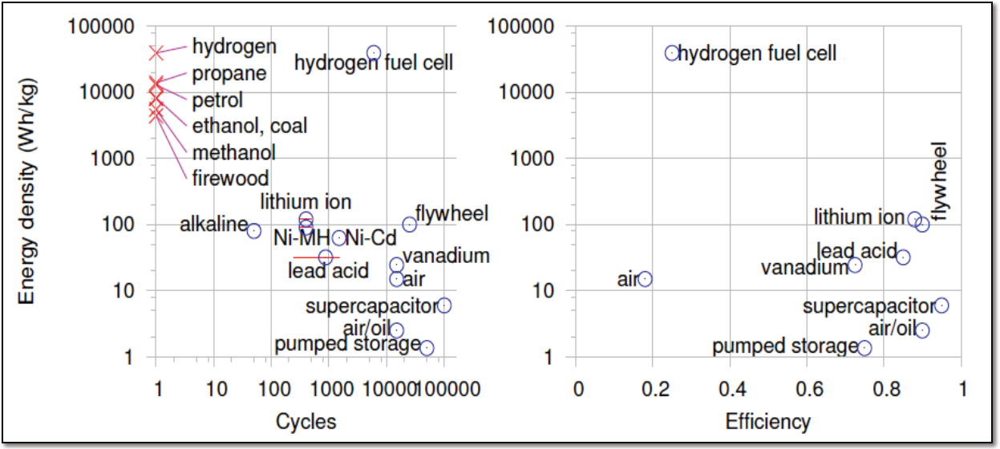 Energy density (Wh/kg)
100000
10000
1000
100
10
1
hydrogen
propane
petrol
ethanol, coal
methanol
firewood
hydrogen fuel cell
lithium ion
alkaline
Ni-MH
Ni-Cd
flywheel
lead acid
vanadium
air
supercapacitor
air/oil
pumped storage
1 10 100 1000 10000 100000
Cycles
100000
10000
1000
100
10
1
hydrogen fuel cell
flywheel
lithium ion
lead acid
vanadium
air
supercapacitor
air/oil
pumped storage
0 0.2 0.4 0.6 0.8 1
Efficiency